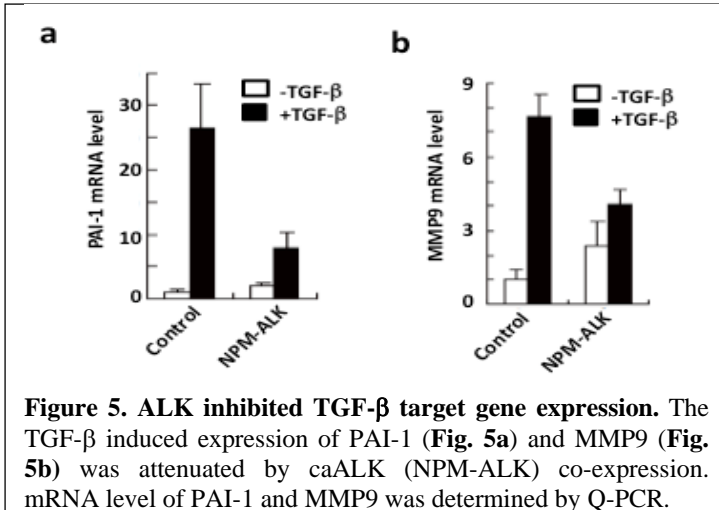 a
-TGF-β
+TGF-β
PAI-1 mRNA level
30
20
10
0
Control
NPM-ALK
b
-TGF-β
+TGF-β
MMP9 mRNA level
9
6
3
0
Control
NPM-ALK
Figure 5. ALK inhibited TGF-β target gene expression. The
TGF-β induced expression of PAI-1 (Fig. 5a) and MMP9 (Fig.
5b) was attenuated by caALK (NPM-ALK) co-expression.
mRNA level of PAI-1 and MMP9 was determined by Q-PCR.